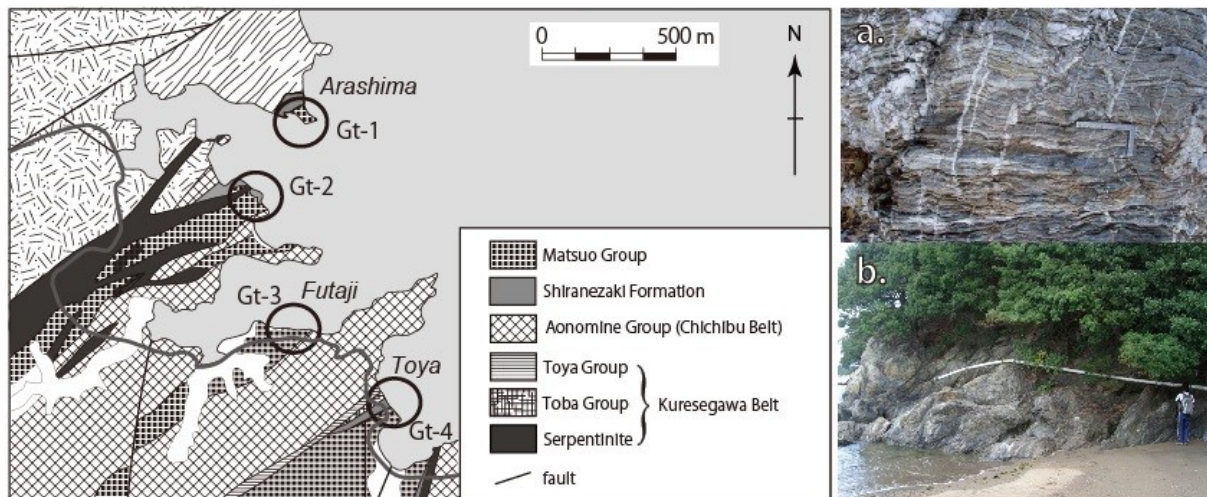 0 500 m
N
Arashima
Gt-1
Gt-2
Gt-3 Futaji
Toya
Gt-4
Matsuo Group
Shiranezaki Formation
Aonomine Group (Chichibu Belt)
Toya Group
Toba Group
Kuresegawa Belt
Serpentinite
fault
a.
b.